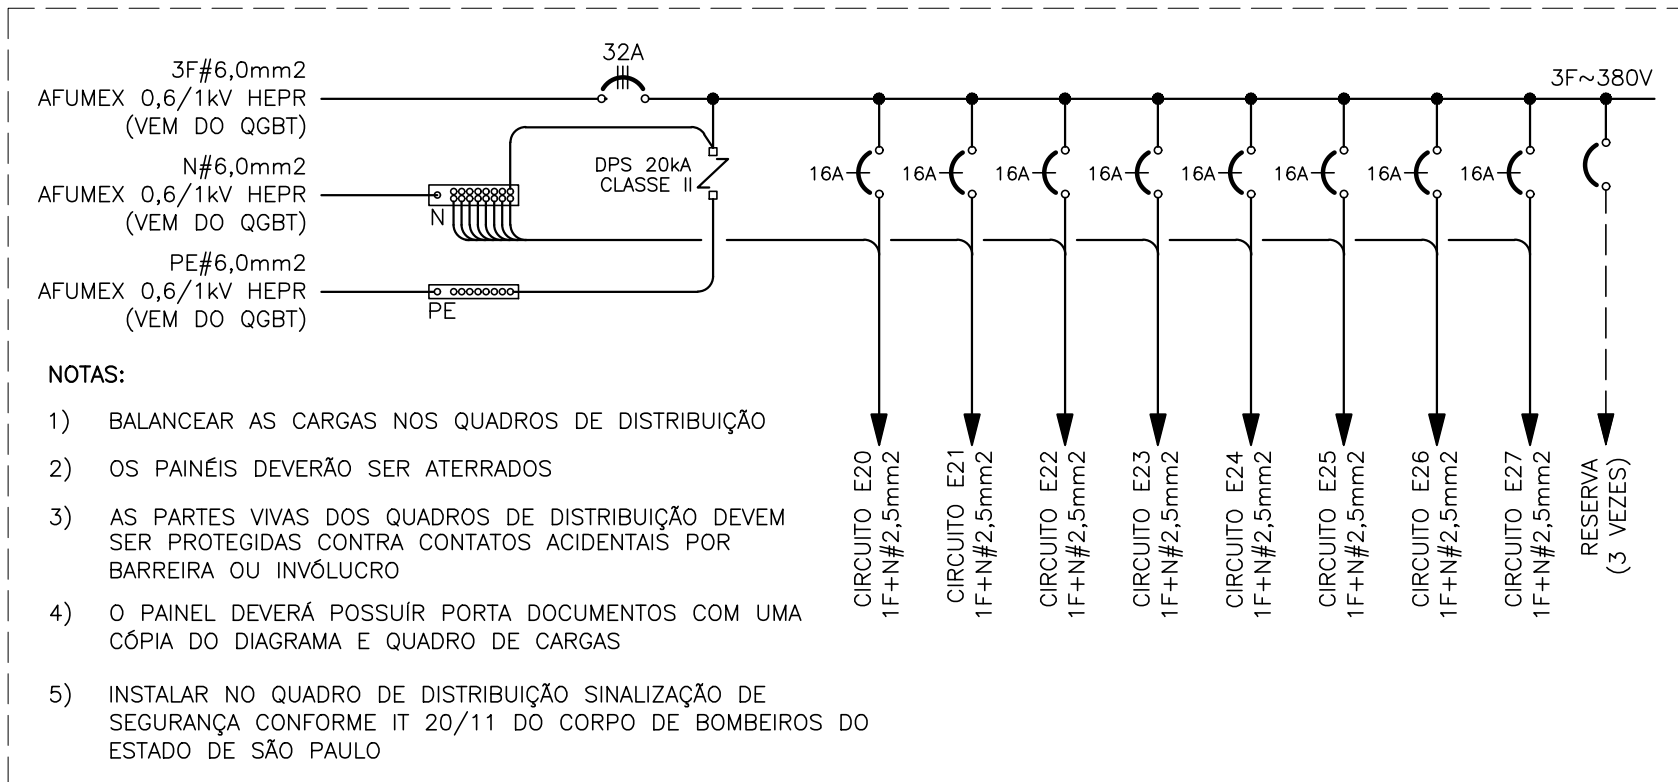 32A
3F~380V
3F#6,0mm2
AFUMEX 0,6/1kV HEPR
(VEM DO QGBT)
N#6,0mm2
AFUMEX 0,6/1kV HEPR
(VEM DO QGBT)
N
DPS 20kA
CLASSE II
16A
16A
16A
16A
16A
16A
16A
16A
PE#6,0mm2
AFUMEX 0,6/1kV HEPR
(VEM DO QGBT)
PE
NOTAS:
1) BALANCEAR AS CARGAS NOS QUADROS DE DISTRIBUIÇÃO
2) OS PAINÉIS DEVERÃO SER ATERRADOS
3) AS PARTES VIVAS DOS QUADROS DE DISTRIBUIÇÃO DEVEM
SER PROTEGIDAS CONTRA CONTATOS ACIDENTAIS POR
BARREIRA OU INVÓLUCRO
4) O PAINEL DEVERÁ POSSUÍR PORTA DOCUMENTOS COM UMA
CÓPIA DO DIAGRAMA E QUADRO DE CARGAS
5) INSTALAR NO QUADRO DE DISTRIBUIÇÃO SINALIZAÇÃO DE
SEGURANÇA CONFORME IT 20/11 DO CORPO DE BOMBEIROS DO
ESTADO DE SÃO PAULO
CIRCUITO E20
1F+N#2,5mm2
CIRCUITO E21
1F+N#2,5mm2
CIRCUITO E22
1F+N#2,5mm2
CIRCUITO E23
1F+N#2,5mm2
CIRCUITO E24
1F+N#2,5mm2
CIRCUITO E25
1F+N#2,5mm2
CIRCUITO E26
1F+N#2,5mm2
CIRCUITO E27
1F+N#2,5mm2
RESERVA
(3 VEZES)